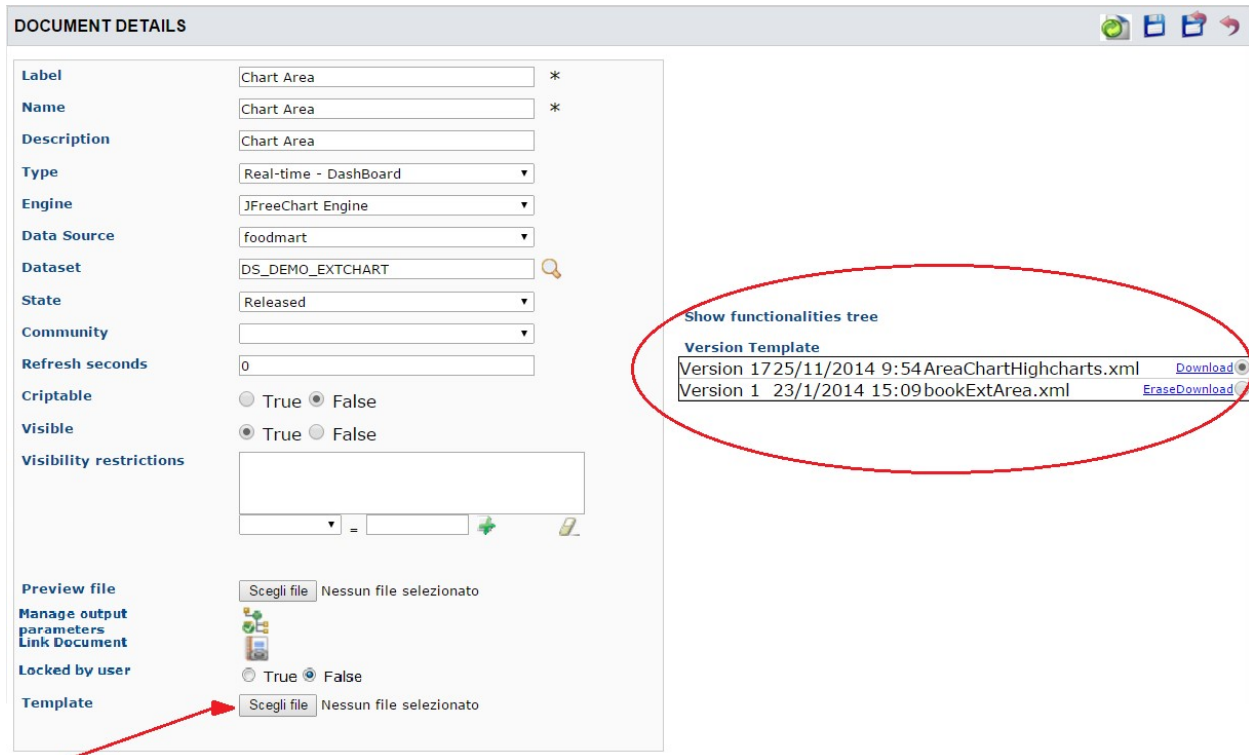 DOCUMENT DETAILS
Label Chart Area *
Name Chart Area *
Description Chart Area
Type Real-time - DashBoard
Engine JFreeChart Engine
Data Source foodmart
Dataset DS_DEMO_EXTCHART
State Released
Community
Refresh seconds 0
Criptable True False
Visible True False
Visibility restrictions
=
Preview file Scegli file Nessun file selezionato
Manage output
parameters
Link Document
Locked by user True False
Template Scegli file Nessun file selezionato
Show functionalities tree
Version Template
Version 17 25/11/2014 9:54 AreaChartHighcharts.xml Download
Version 1 23/1/2014 15:09 bookExtArea.xml Erase Download